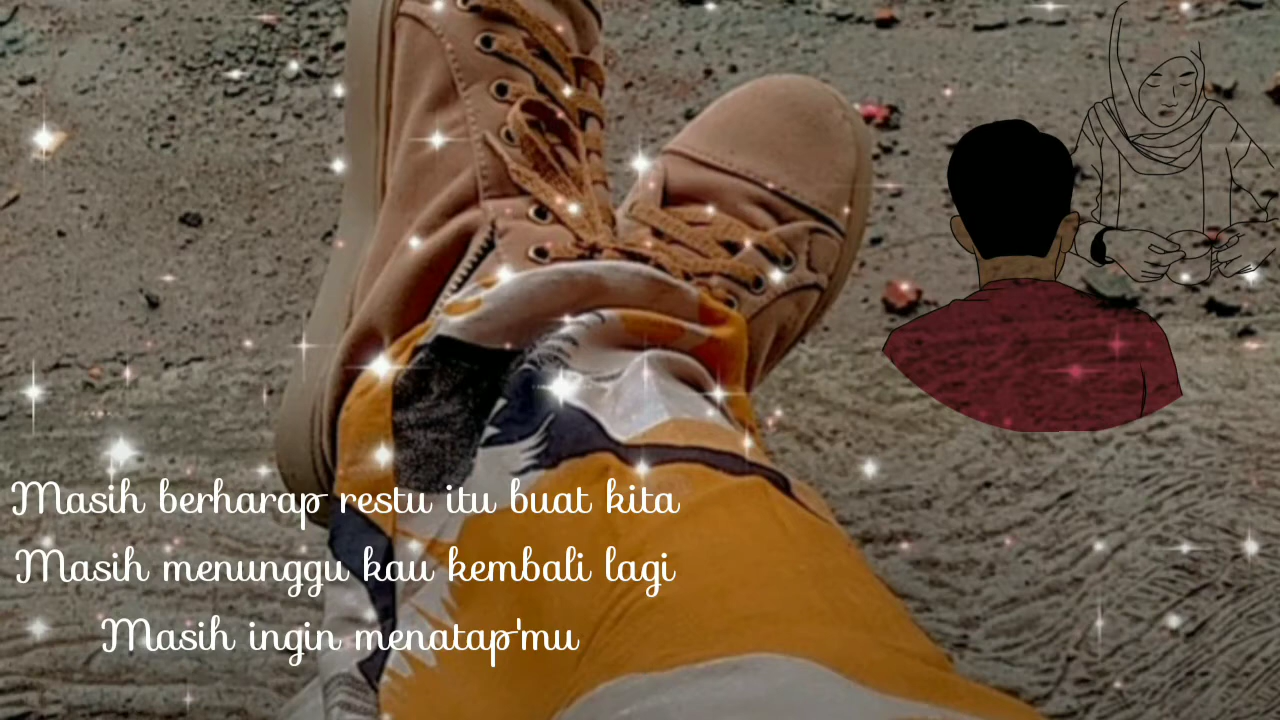 Masih berharap restu itu buat kita
Masih menunggu kau kembali lagi
Masih ingin menatap'mu